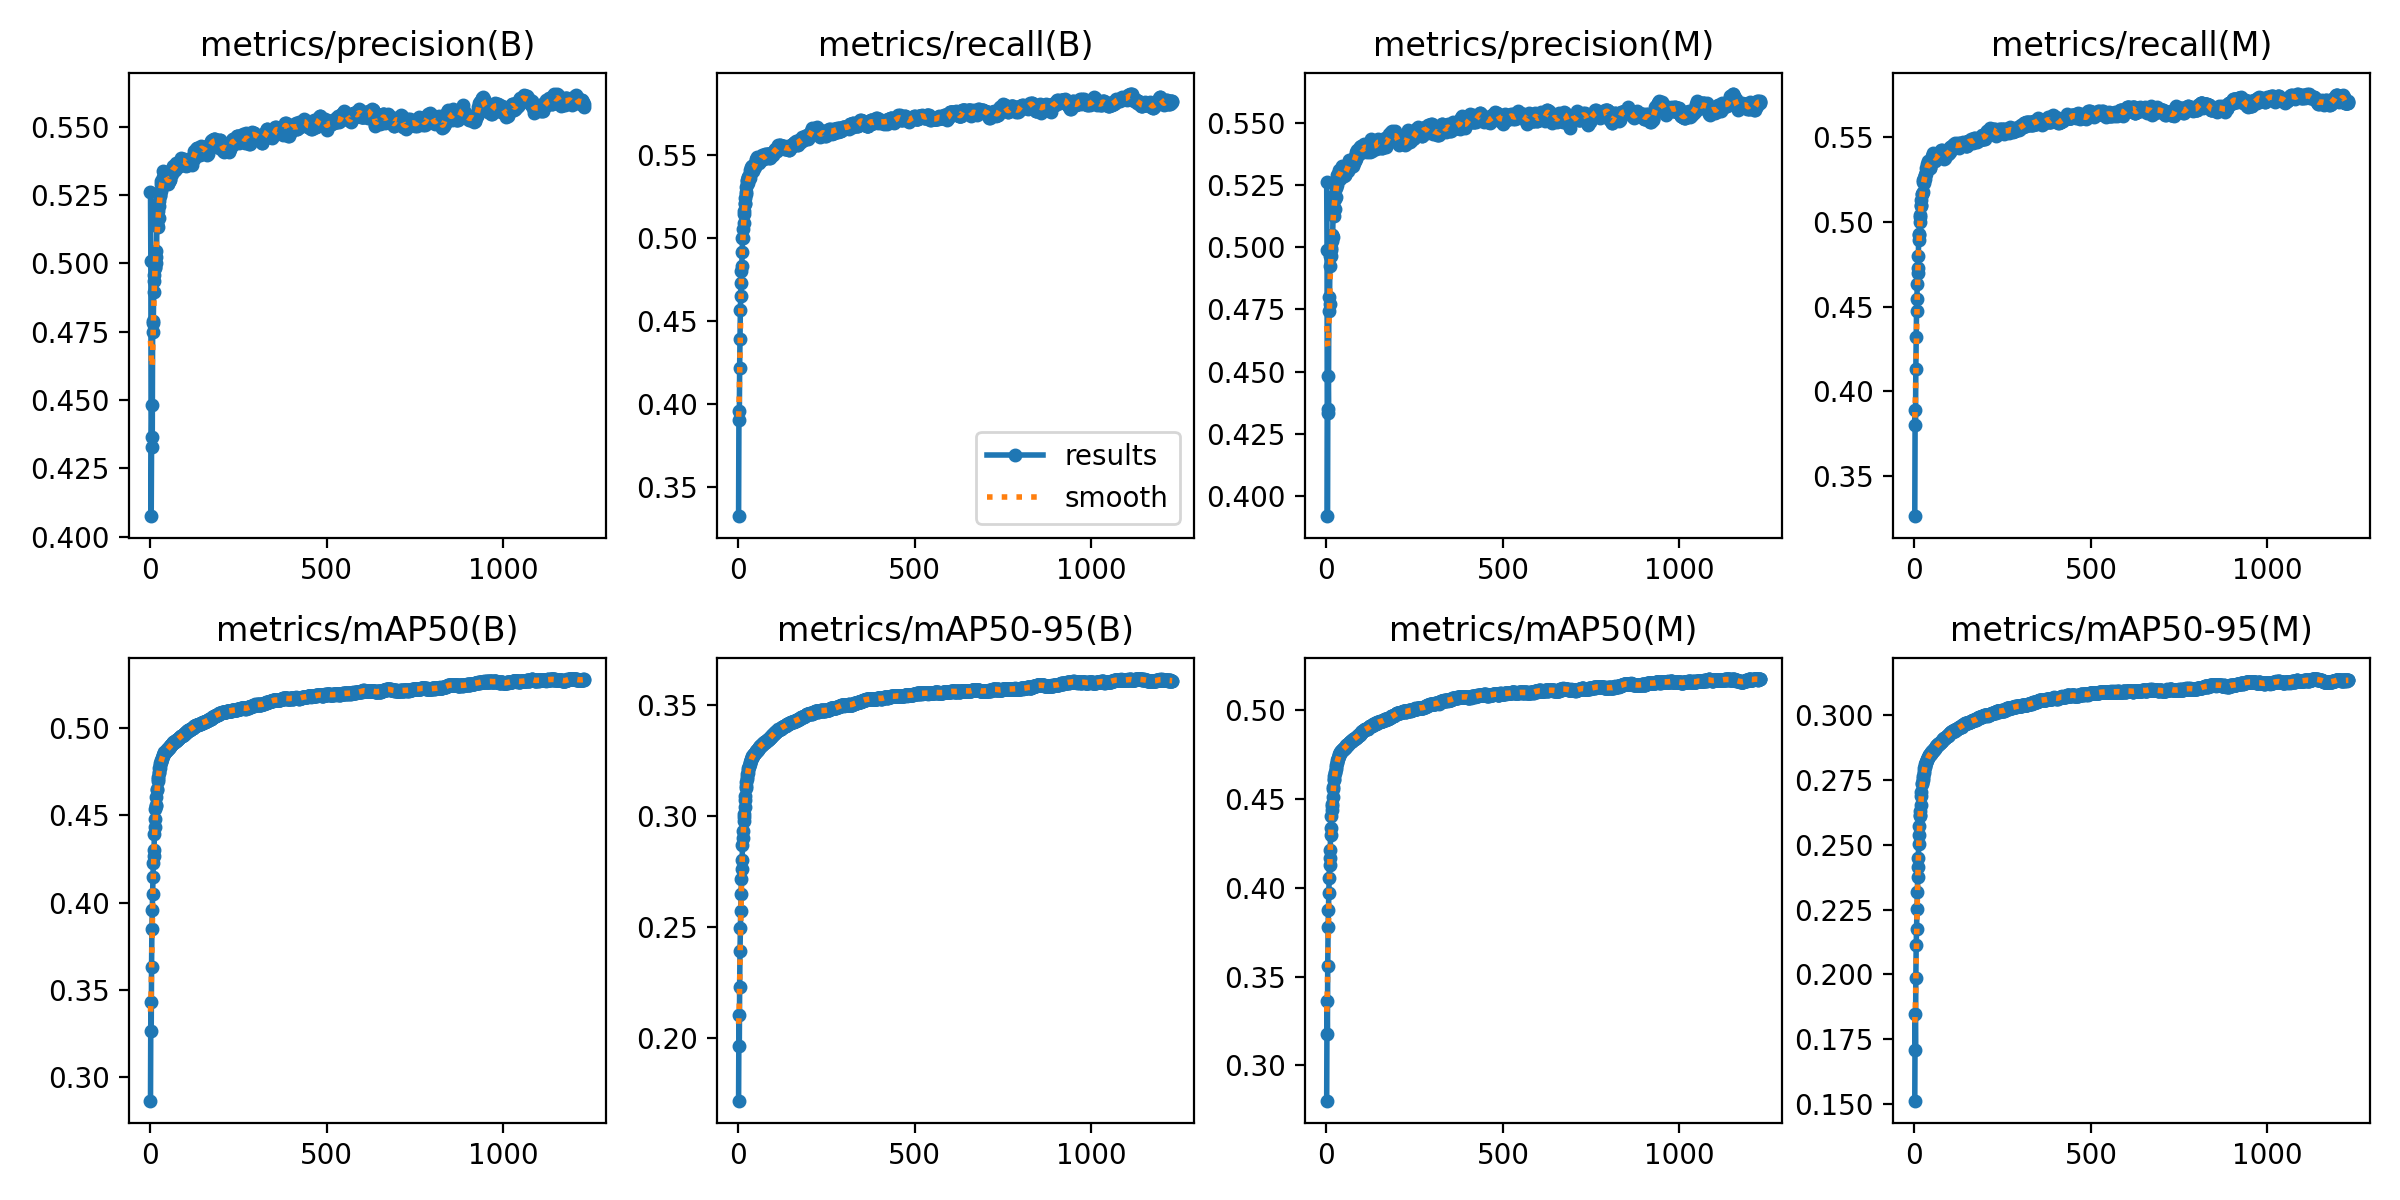 metrics/precision(B)
0.550
0.525
0.500
0.475
0.450
0.425
0.400
0 500 1000
metrics/recall(B)
0.55
0.50
0.45
0.40
0.35
results
smooth
0 500 1000
metrics/precision(M)
0.550
0.525
0.500
0.475
0.450
0.425
0.400
0 500 1000
metrics/recall(M)
0.55
0.50
0.45
0.40
0.35
0 500 1000
metrics/mAP50(B)
0.50
0.45
0.40
0.35
0.30
0 500 1000
metrics/mAP50-95(B)
0.35
0.30
0.25
0.20
0 500 1000
metrics/mAP50(M)
0.50
0.45
0.40
0.35
0.30
0 500 1000
metrics/mAP50-95(M)
0.300
0.275
0.250
0.225
0.200
0.175
0.150
0 500 1000